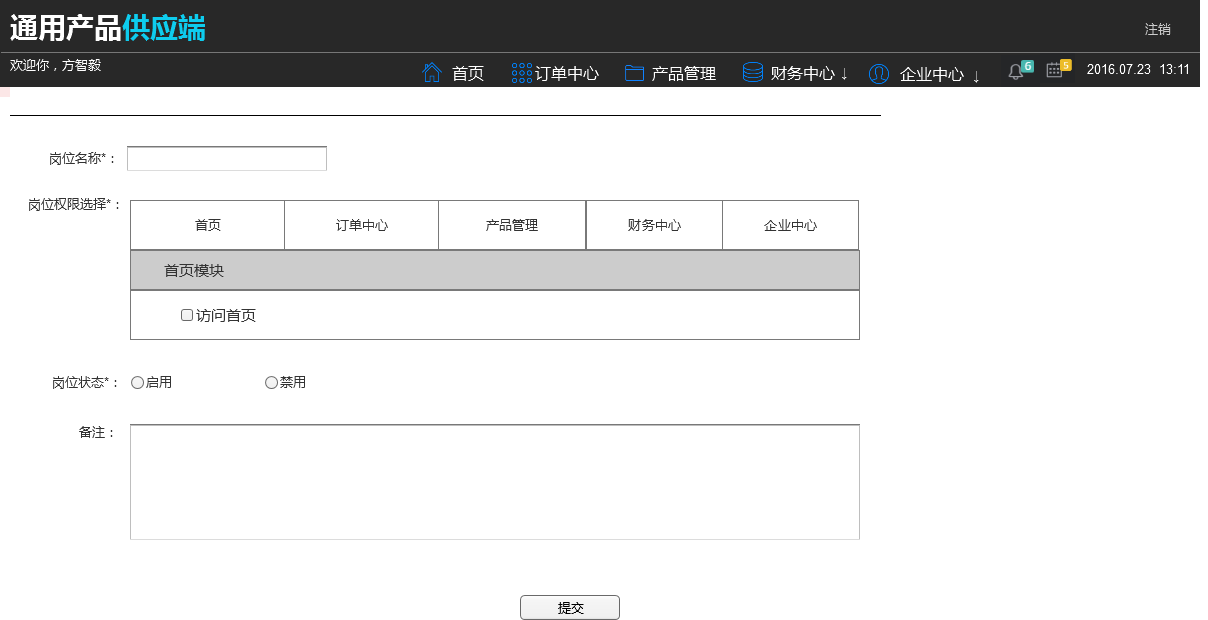 通用产品供应端
注销
欢迎你，方智毅
首页 订单中心 产品管理 财务中心 ↓ 企业中心 ↓ 6 5 2016.07.23 13:11
岗位名称*：
岗位权限选择*：
首页 订单中心 产品管理 财务中心 企业中心
首页模块
访问首页
岗位状态*： 启用 禁用
备注：
提交